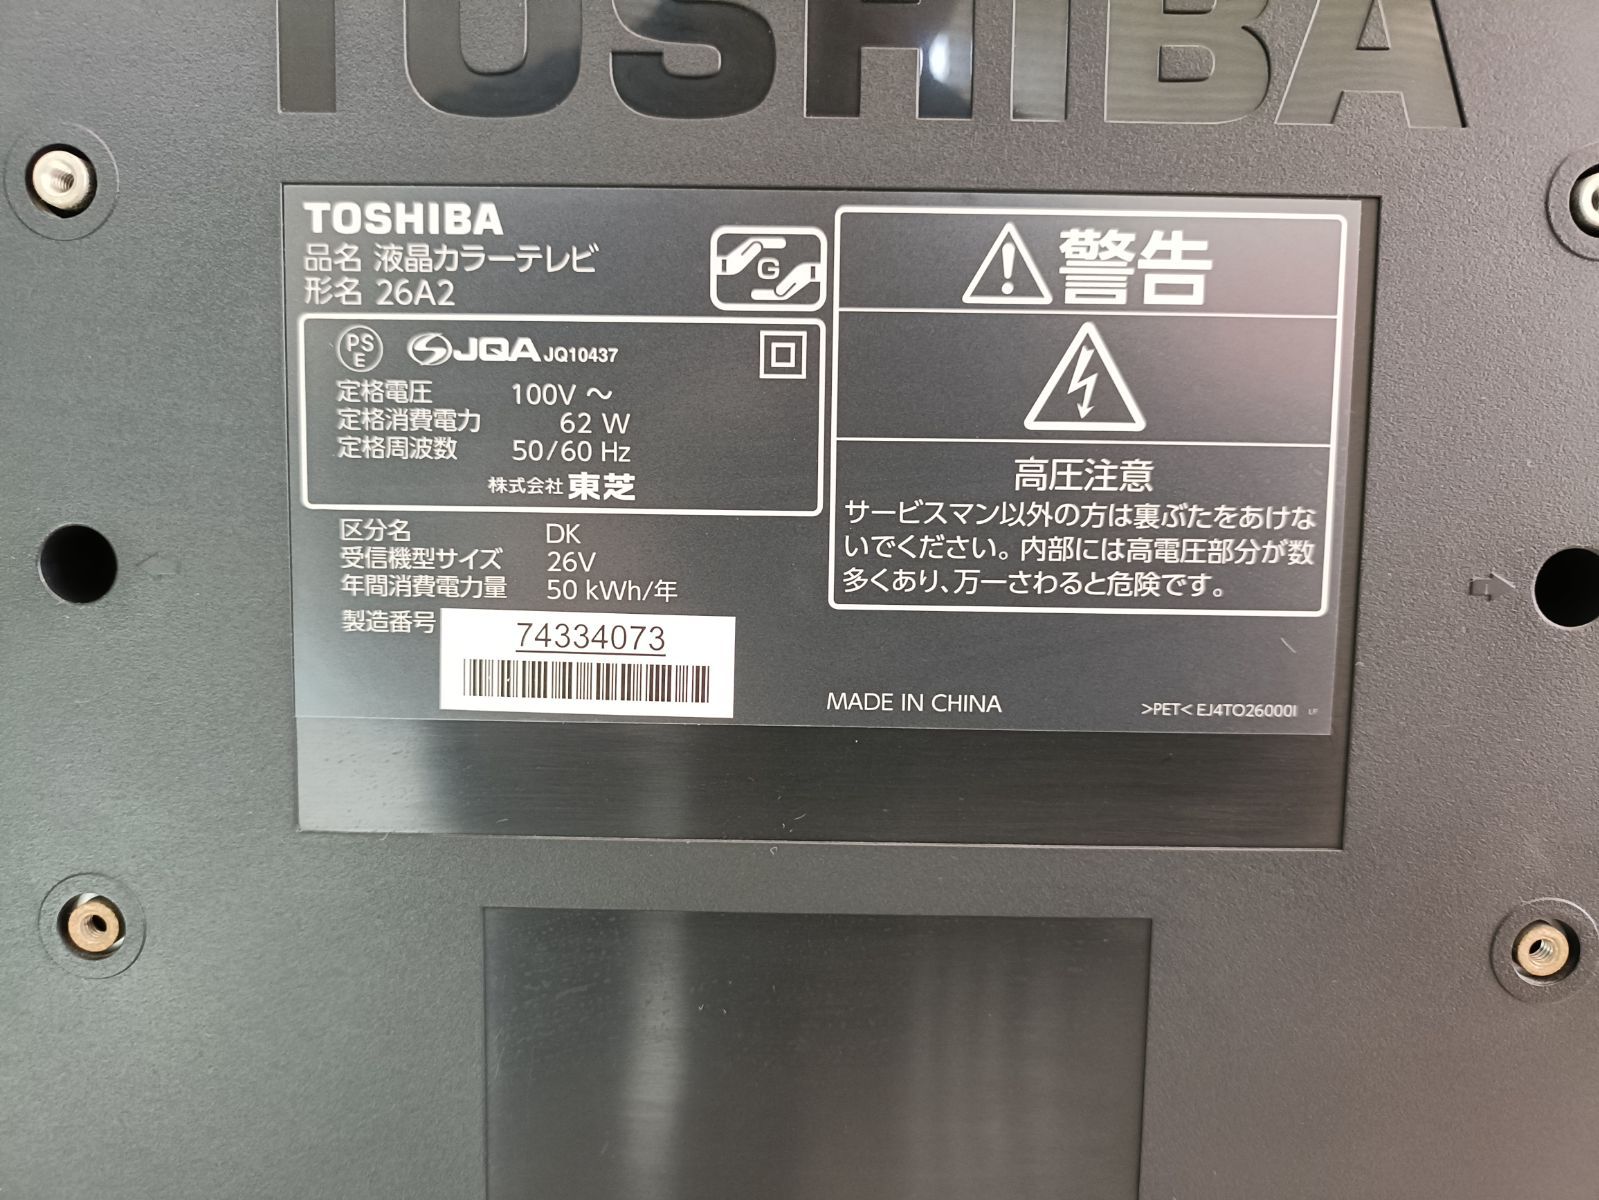 TOSHIBA
TOSHIBA
品名 液晶カラーテレビ
形名 26A2
G
PS
E
JQA JQ10437
定格電圧 100V ～
定格消費電力 62 W
定格周波数 50/60 Hz
株式会社 東芝
区分名 DK
受信機型サイズ 26V
年間消費電力量 50 kWh/年
製造番号 74334073
警告
高圧注意
サービスマン以外の方は裏ぶたをあけな
いでください。内部には高電圧部分が数
多くあり、万一さわると危険です。
MADE IN CHINA
>PET< EJ4TO26000I